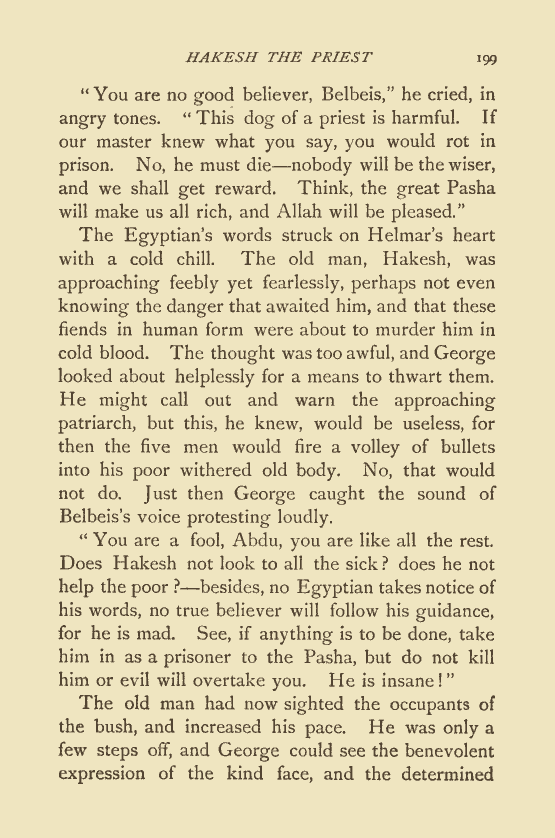 HAKESH THE PRIEST 199
“You are no good believer, Belbeis,” he cried, in
angry tones. “This dog of a priest is harmful. If
our master knew what you say, you would rot in
prison. No, he must die—nobody will be the wiser,
and we shall get reward. Think, the great Pasha
will make us all rich, and Allah will be pleased.”
The Egyptian’s words struck on Helmar’s heart
with a cold chill. The old man, Hakesh, was
approaching feebly yet fearlessly, perhaps not even
knowing the danger that awaited him, and that these
fiends in human form were about to murder him in
cold blood. The thought was too awful, and George
looked about helplessly for a means to thwart them.
He might call out and warn the approaching
patriarch, but this, he knew, would be useless, for
then the five men would fire a volley of bullets
into his poor withered old body. No, that would
not do. Just then George caught the sound of
Belbeis’s voice protesting loudly.
“You are a fool, Abdu, you are like all the rest.
Does Hakesh not look to all the sick? does he not
help the poor?—besides, no Egyptian takes notice of
his words, no true believer will follow his guidance,
for he is mad. See, if anything is to be done, take
him in as a prisoner to the Pasha, but do not kill
him or evil will overtake you. He is insane!”
The old man had now sighted the occupants of
the bush, and increased his pace. He was only a
few steps off, and George could see the benevolent
expression of the kind face, and the determined